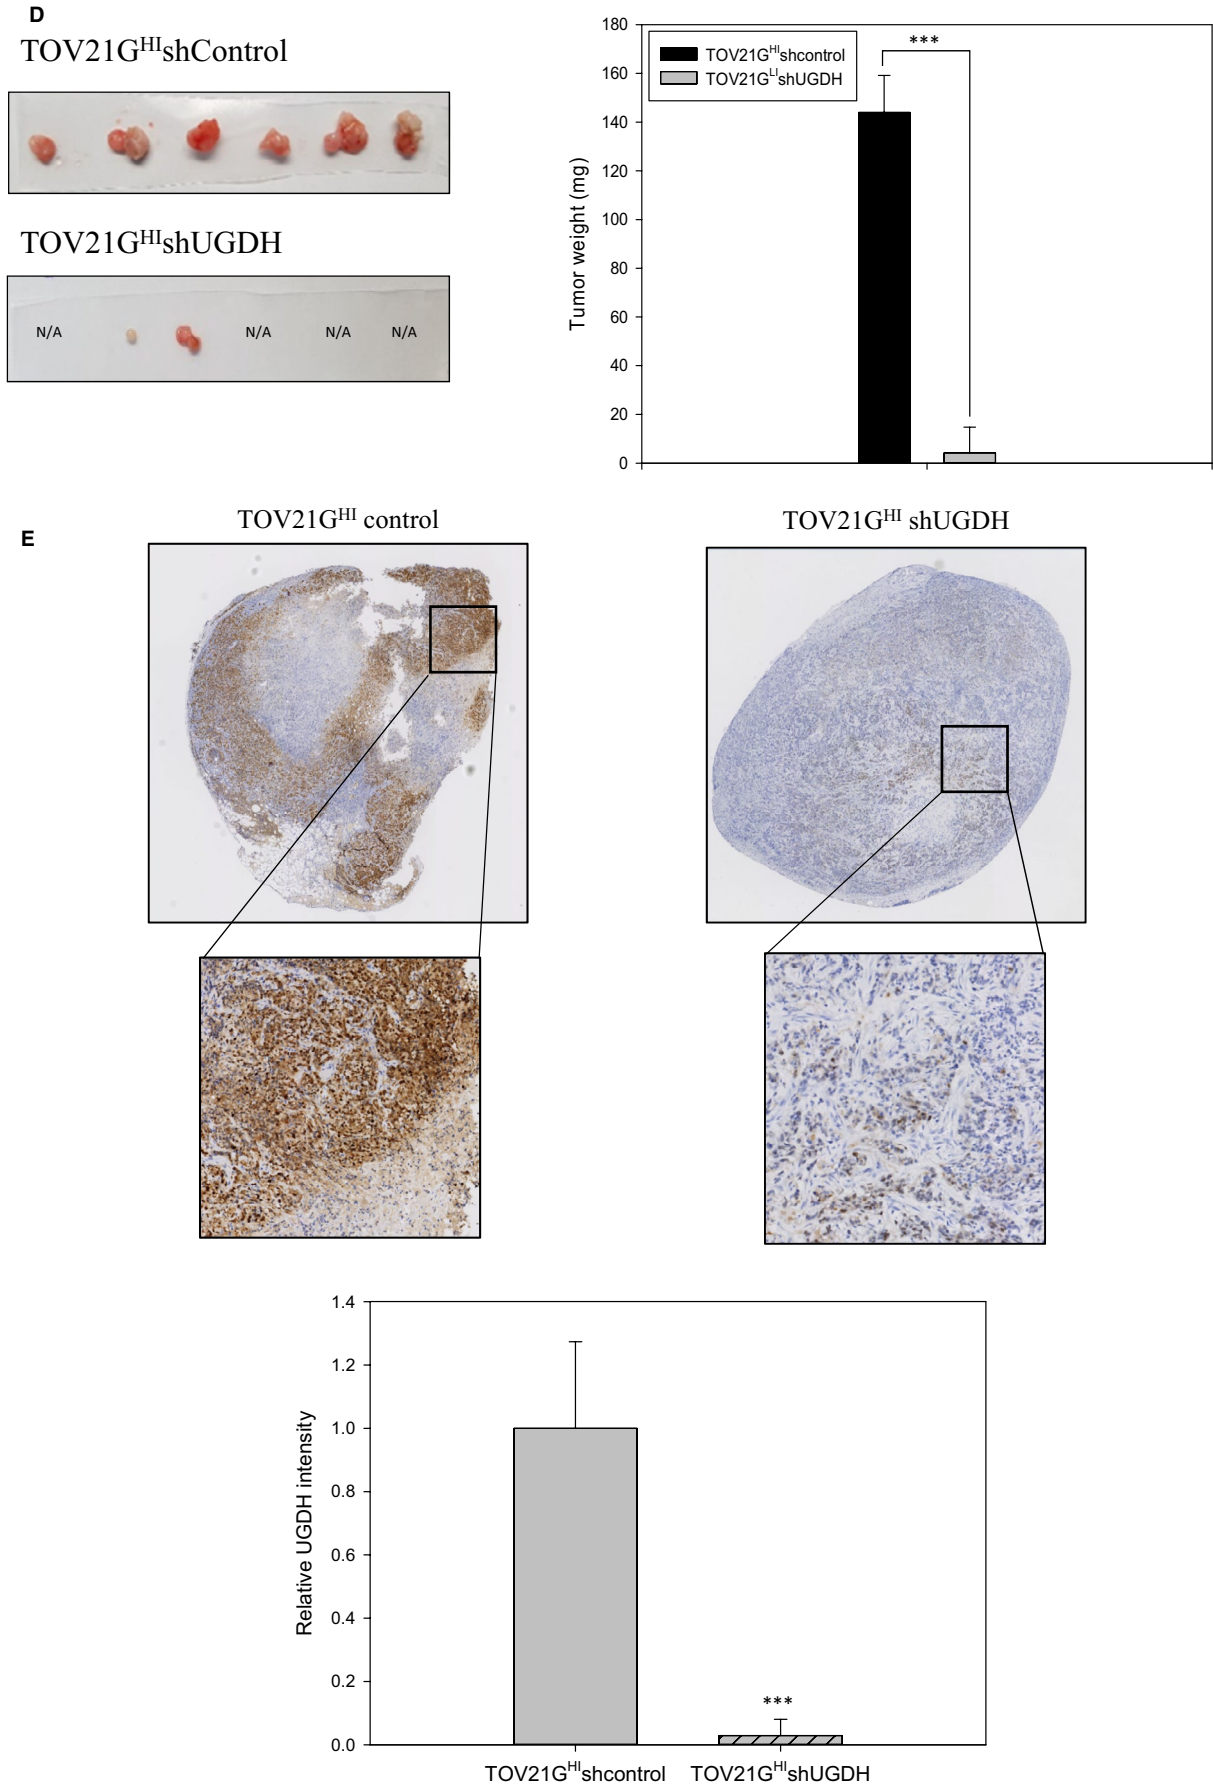 D
TOV21GHIshControl
N/A
TOV21GHIshUGDH
N/A N/A N/A N/A
180
160
140
120
100
80
60
40
20
0
Tumor weight (mg)
TOV21GHIshcontrol
TOV21GLIshUGDH
***
E
TOV21GHI control
TOV21GHI shUGDH
1.4
1.2
1.0
0.8
0.6
0.4
0.2
0.0
Relative UGDH intensity
***
TOV21GHIshcontrol TOV21GHIshUGDH